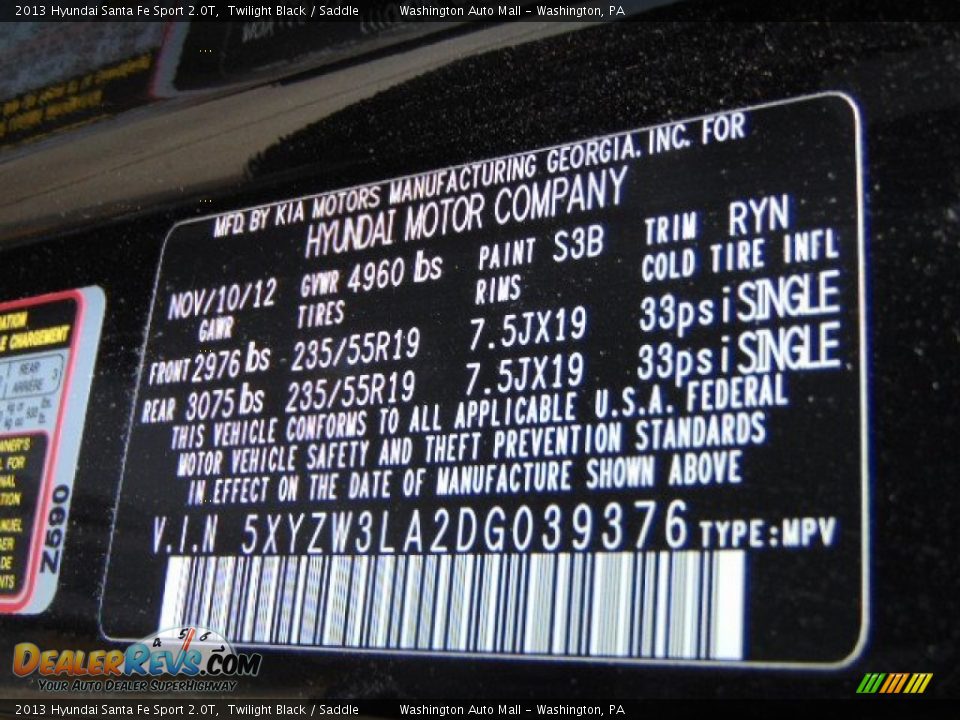 2013 Hyundai Santa Fe Sport 2.0T,  Twilight Black / Saddle          Washington Auto Mall - Washington, PA
MFD BY KIA MOTORS MANUFACTURING GEORGIA. INC. FOR
HYUNDAI MOTOR COMPANY
NOV/10/12 GVWR 4960 lbs PAINT S3B TRIM RYN
GAWR TIRES RIMS COLD TIRE INFL
FRONT 2976 lbs 235/55R19 7.5JX19 33psi SINGLE
REAR 3075 lbs 235/55R19 7.5JX19 33psi SINGLE
THIS VEHICLE CONFORMS TO ALL APPLICABLE U.S.A. FEDERAL
MOTOR VEHICLE SAFETY AND THEFT PREVENTION STANDARDS
IN EFFECT ON THE DATE OF MANUFACTURE SHOWN ABOVE
V.I.N 5XYZW3LA2DG039376 TYPE:MPV
E CHARGEMENT
REAR
ARRIÈRE 3
2Z690
DEALERREVS.COM
YOUR AUTO DEALER SUPERHIGHWAY
2013 Hyundai Santa Fe Sport 2.0T,  Twilight Black / Saddle          Washington Auto Mall - Washington, PA